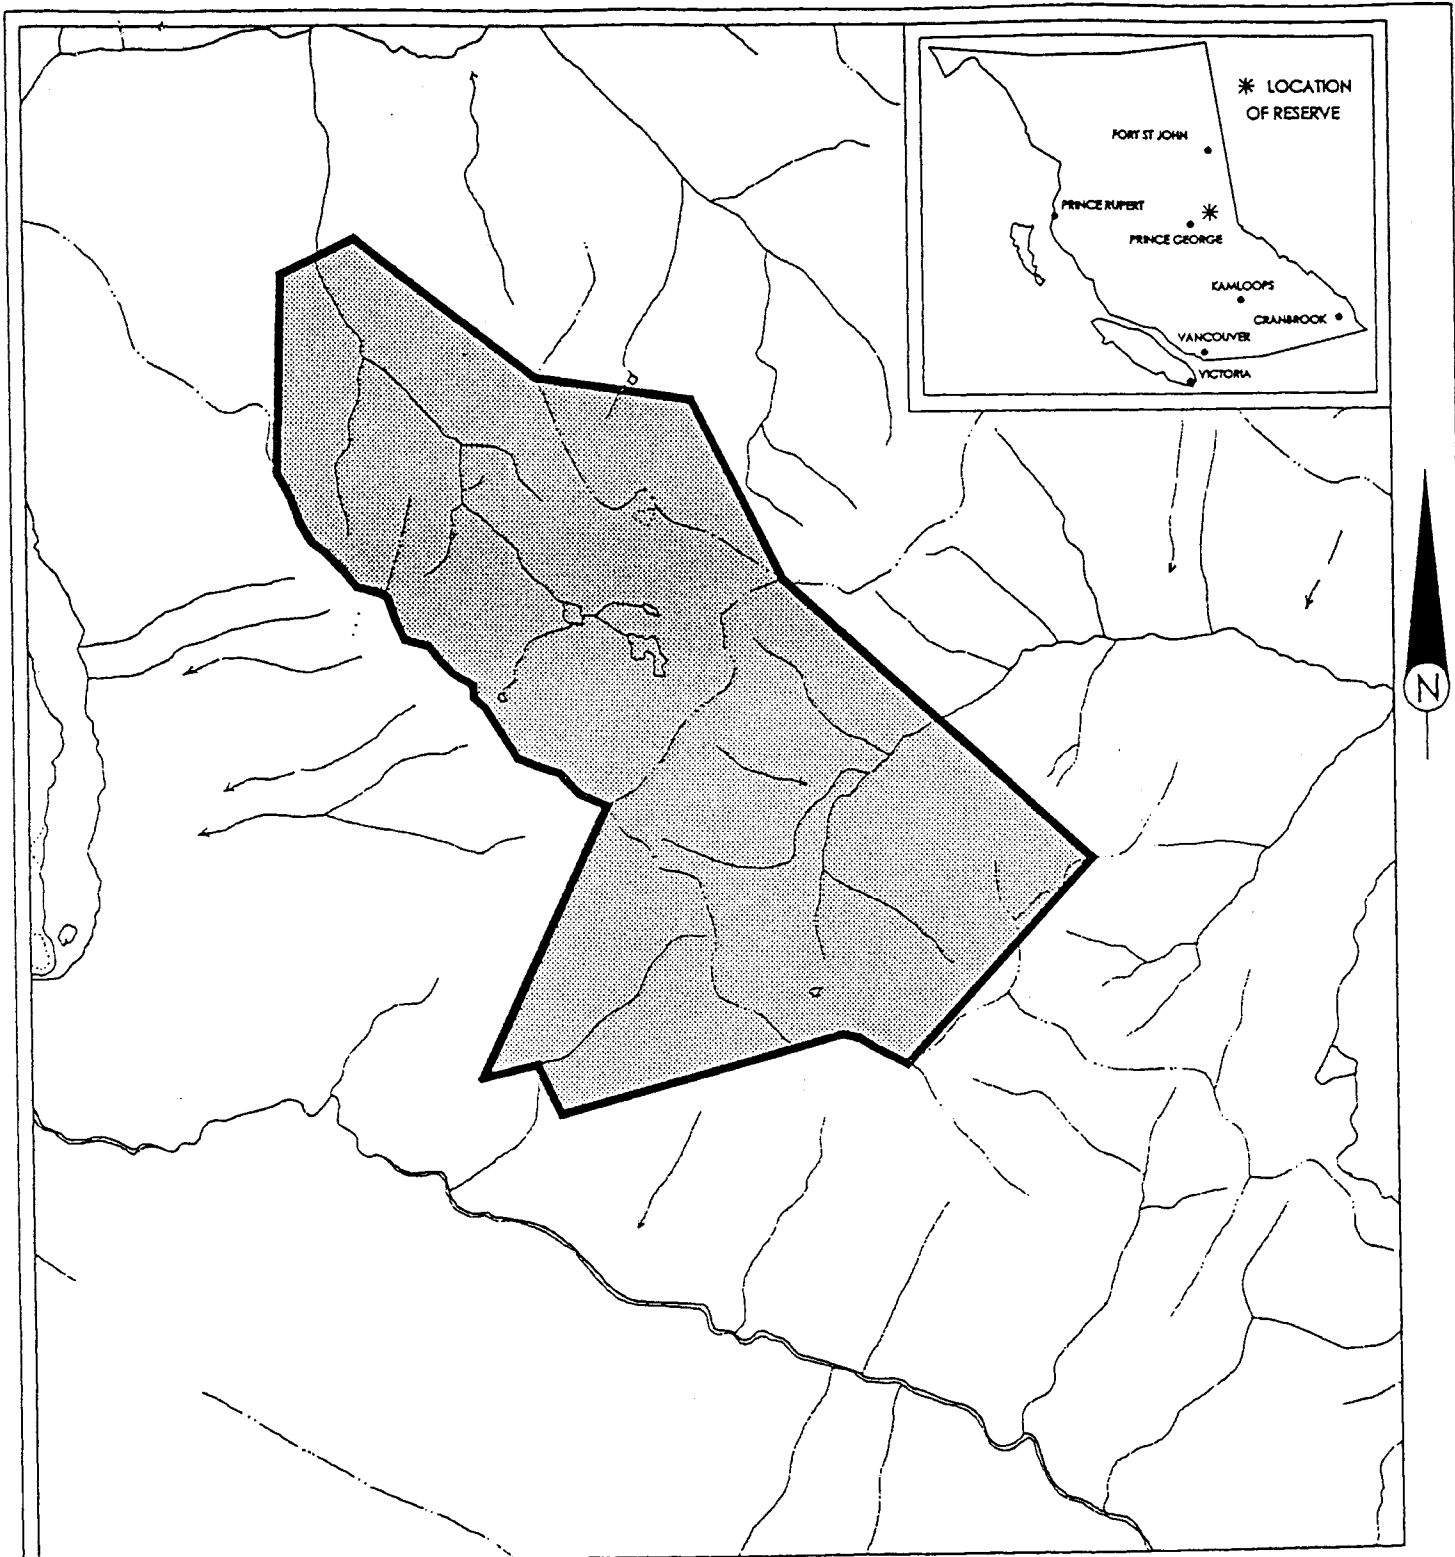 ✳ LOCATION
OF RESERVE
FORT ST JOHN
PRINCE RUPERT
PRINCE GEORGE
KAMLOOPS
CRANBROOK
VANCOUVER
VICTORIA
N